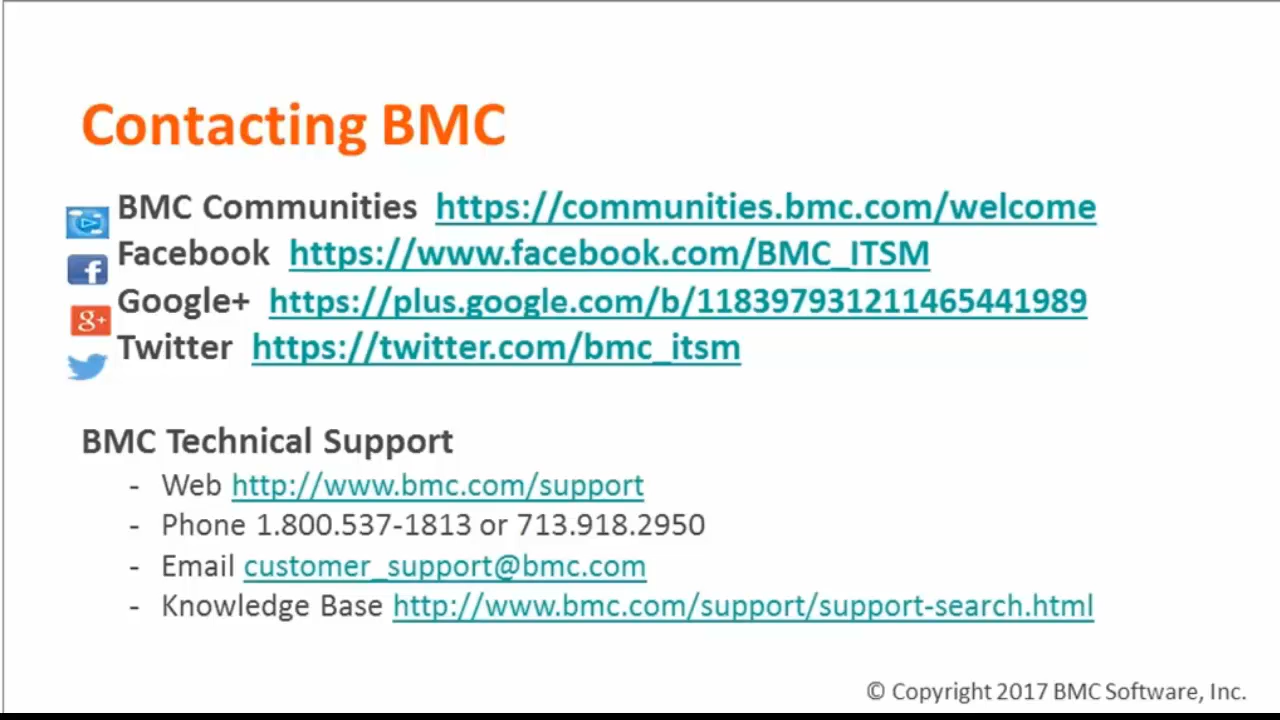 Contacting BMC
BMC Communities https://communities.bmc.com/welcome
Facebook https://www.facebook.com/BMC_ITSM
Google+ https://plus.google.com/b/118397931211465441989
Twitter https://twitter.com/bmc_itsm
BMC Technical Support
- Web http://www.bmc.com/support
- Phone 1.800.537-1813 or 713.918.2950
- Email customer_support@bmc.com
- Knowledge Base http://www.bmc.com/support/support-search.html
© Copyright 2017 BMC Software, Inc.